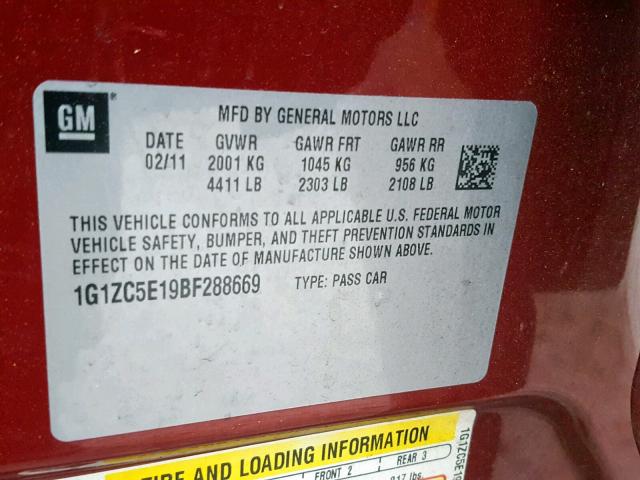 GM
MFD BY GENERAL MOTORS LLC
DATE GVWR GAWR FRT GAWR RR
02/11 2001 KG 1045 KG 956 KG
4411 LB 2303 LB 2108 LB
THIS VEHICLE CONFORMS TO ALL APPLICABLE U.S. FEDERAL MOTOR
VEHICLE SAFETY, BUMPER, AND THEFT PREVENTION STANDARDS IN
EFFECT ON THE DATE OF MANUFACTURE SHOWN ABOVE.
1G1ZC5E19BF288669 TYPE: PASS CAR
TIRE AND LOADING INFORMATION
FRONT 2 REAR 3
917 lbs
1G1ZC5E19